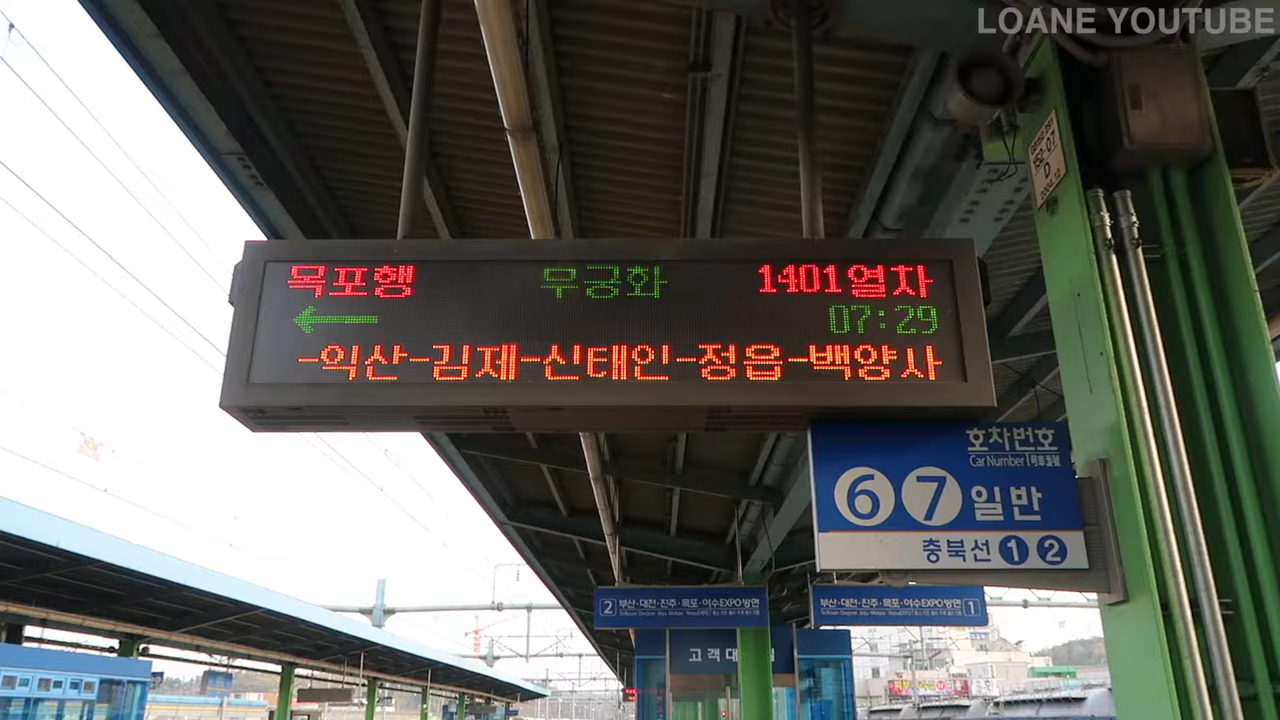 LOANE YOUTUBE
목포행 무궁화 1401열차
← 07:29
-익산-김제-신태인-정읍-백양사
호차번호
Car Number
6 7 일반
충북선 1 2
2 부산·대전·진주·목포·여수EXPO 방면
부산·대전·진주·목포·여수EXPO 방면 1
고객대